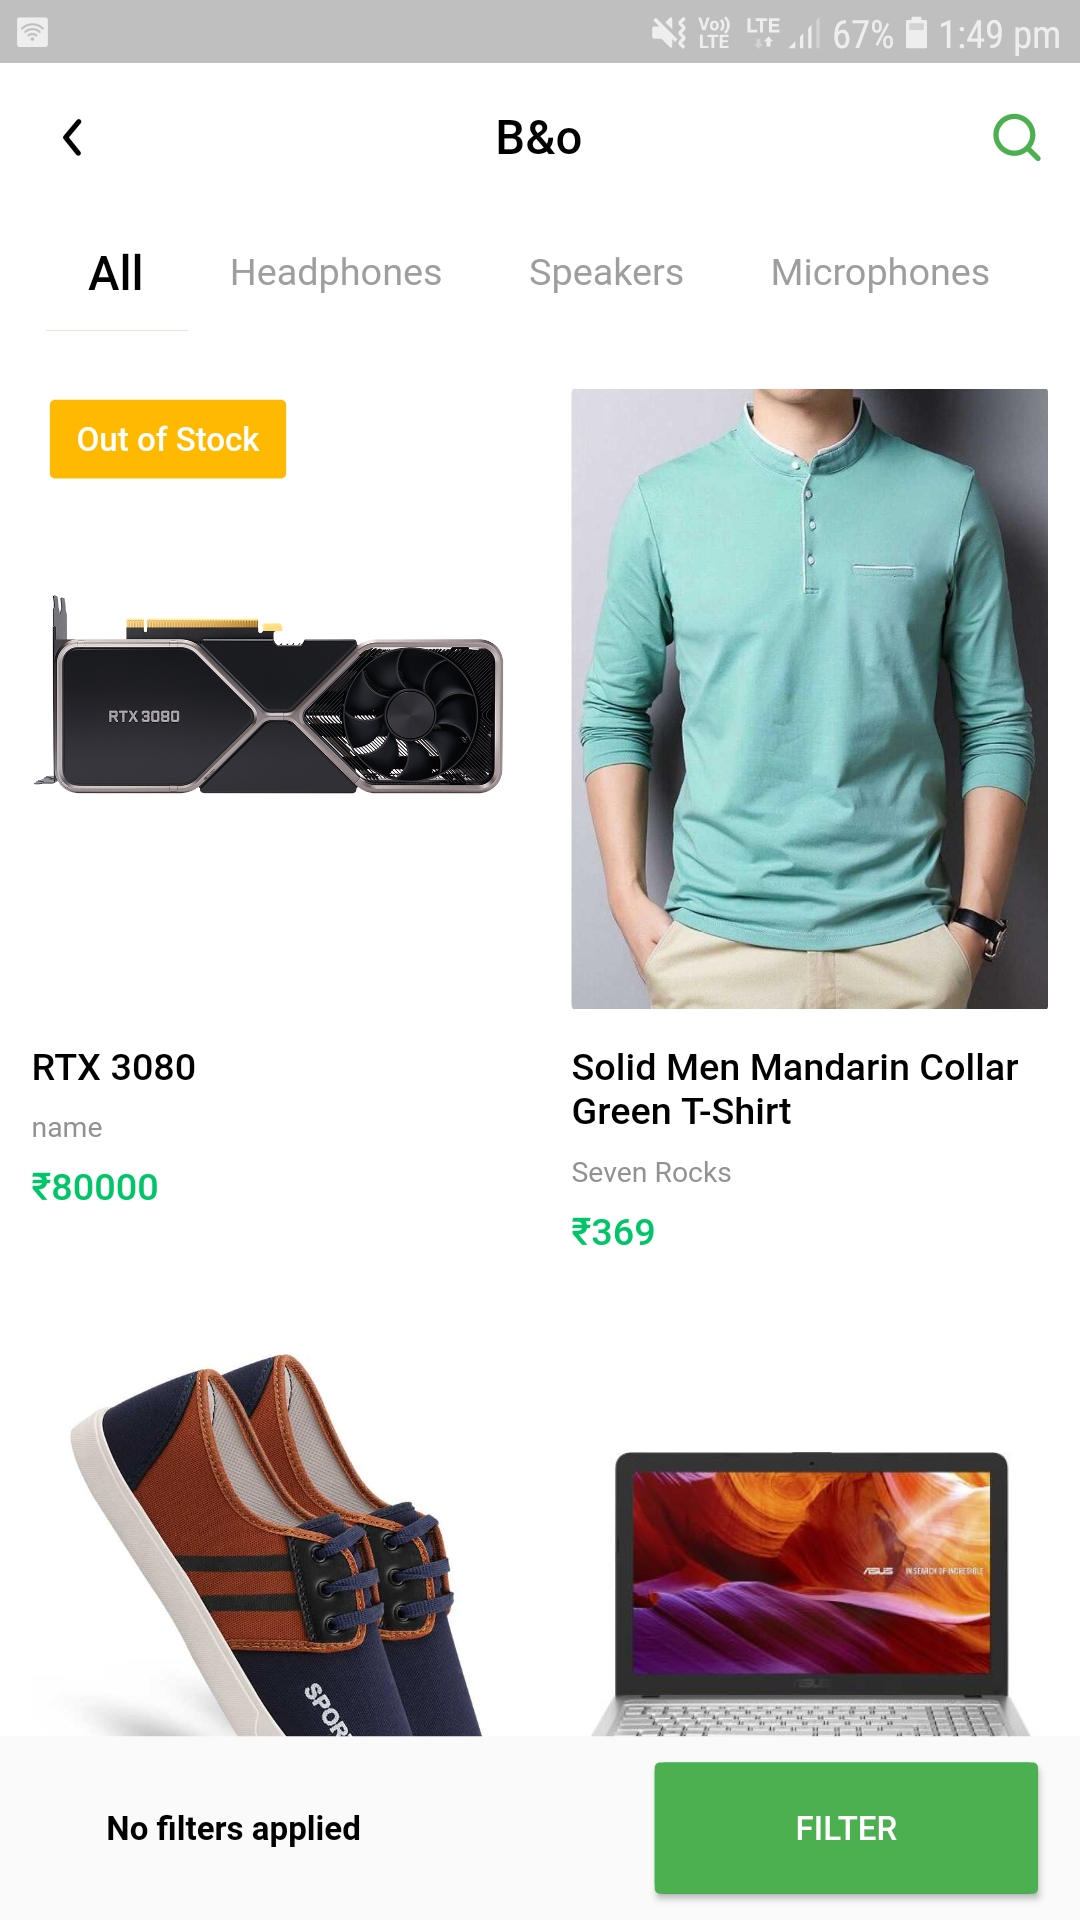 Vo)) LTE LTE 67% 1:49 pm
B&o
All Headphones Speakers Microphones
Out of Stock
RTX 3080
RTX 3080
name
₹80000
Solid Men Mandarin Collar
Green T-Shirt
Seven Rocks
₹369
SPOR
ASUS IN SEARCH OF INCREDIBLE
ASUS
No filters applied
FILTER